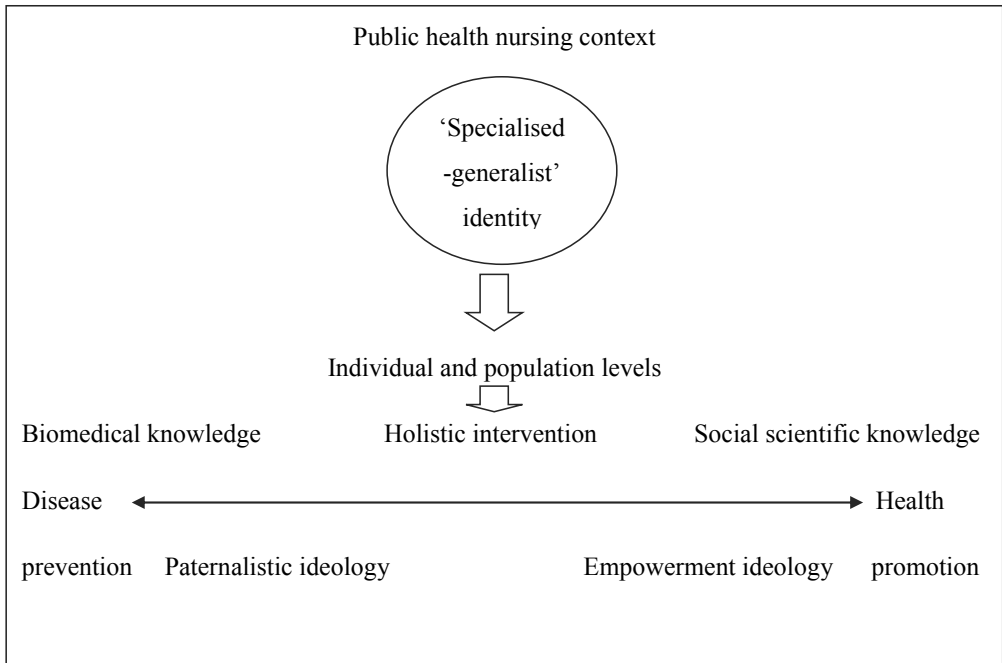 Public health nursing context
‘Specialised
-generalist’
identity
Individual and population levels
Biomedical knowledge Holistic intervention Social scientific knowledge
Disease Health
prevention Paternalistic ideology Empowerment ideology promotion